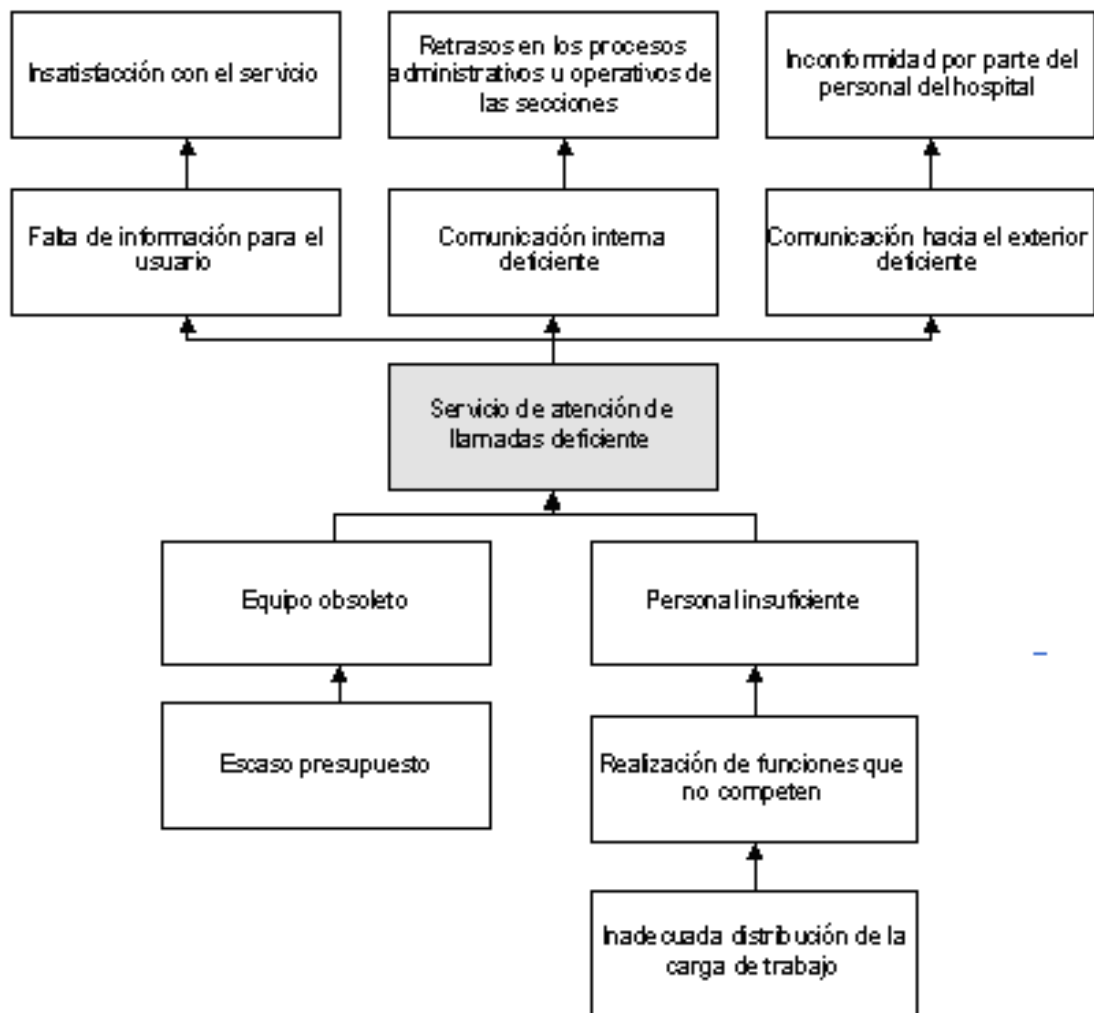 Insatisfacción con el servicio
Retrasos en los procesos
administrativos u operativos de
las secciones
Inconformidad por parte del
personal del hospital
Falta de información para el
usuario
Comunicación interna
deficiente
Comunicación hacia el exterior
deficiente
Servicio de atención de
llamadas deficiente
Equipo obsoleto
Personal insuficiente
Escaso presupuesto
Realización de funciones que
no competen
Inadecuada distribución de la
carga de trabajo